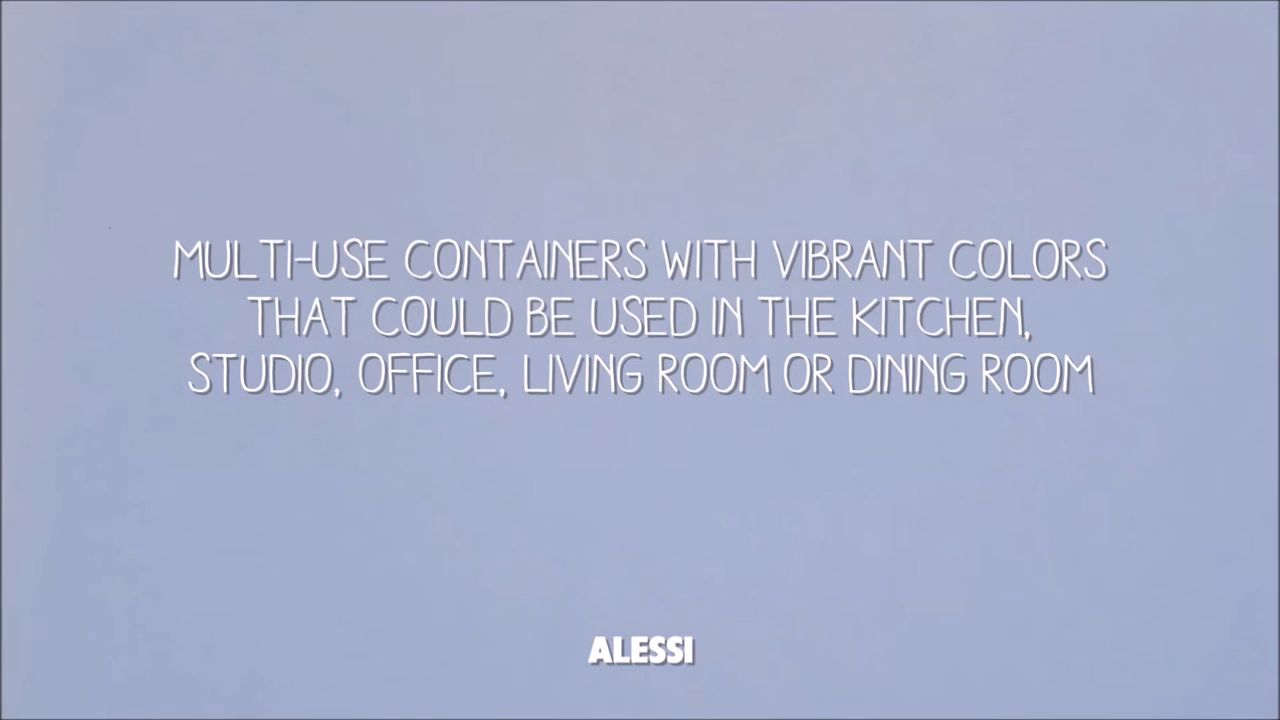 MULTI-USE CONTAINERS WITH VIBRANT COLORS
THAT COULD BE USED IN THE KITCHEN,
STUDIO, OFFICE, LIVING ROOM OR DINING ROOM
ALESSI